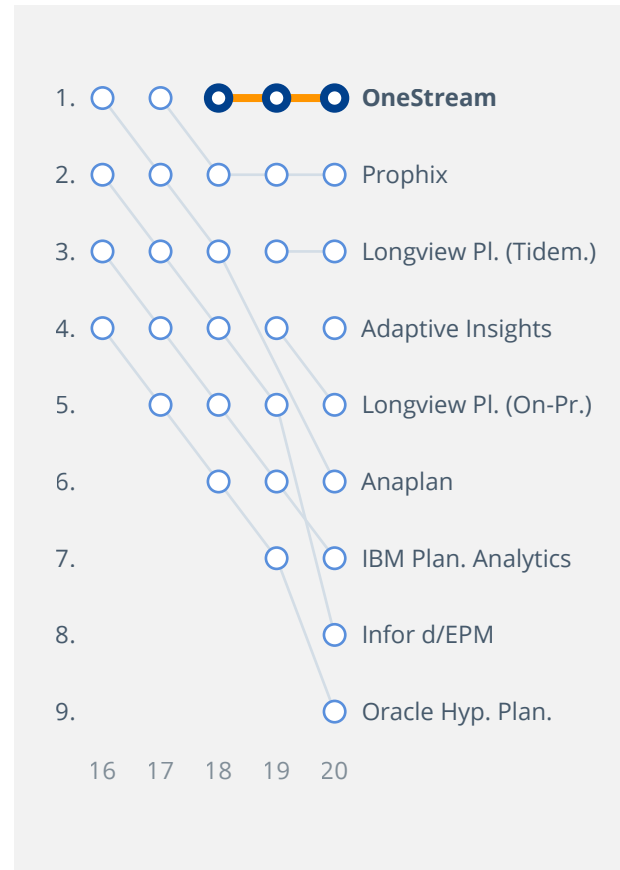 1. OneStream
2. Prophix
3. Longview Pl. (Tidem.)
4. Adaptive Insights
5. Longview Pl. (On-Pr.)
6. Anaplan
7. IBM Plan. Analytics
8. Infor d/EPM
9. Oracle Hyp. Plan.
16 17 18 19 20